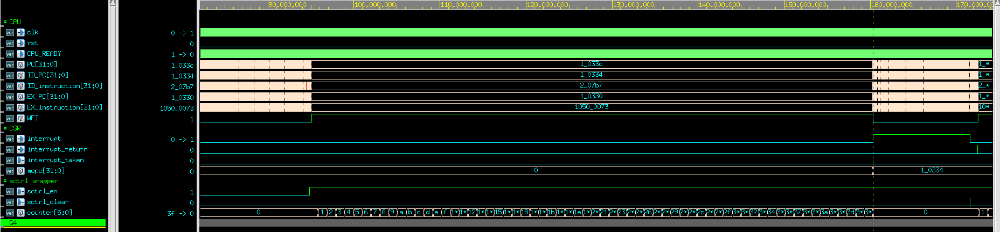 90,000,000 100,000,000 110,000,000 120,000,000 130,000,000 140,000,000 150,000,000 160,000,000 170,000,00
= CPU
ver clk 0 -> 1
ver rst 0
ver CPU_READY 1 -> 0
ver PC[31:0] 1_033c 1_033c 1_*
ver ID_PC[31:0] 1_0334 1_0334 1_*
ver ID_instruction[31:0] 2_07b7 2_07b7 2_*
ver EX_PC[31:0] 1_0330 1_0330 1_*
ver EX_instruction[31:0] 1050_0073 1050_0073 10*
ver WFI 1
= CSR
ver interrupt 0 -> 1
ver interrupt_return 0
ver interrupt_taken 0
ver mepc[31:0] 0 0 1_0334
= sctrl wrapper
ver sctrl_en 1
ver sctrl_clear 0
ver counter[5:0] 3f -> 0 0 1 2 3 4 5 6 7 8 9 a b c d e f 1* 1* 12 1* 1* 15 1* 1* 18 1* 1* 1b 1* 1* 1e 1* 2* 21 2* 23 2* 2* 26 2* 2* 29 2* 2* 2c 2* 2* 2f 3* 3* 32 3* 34 3* 3* 37 3* 3* 3a 3* 3* 3d 3* 3* 0 1
G4